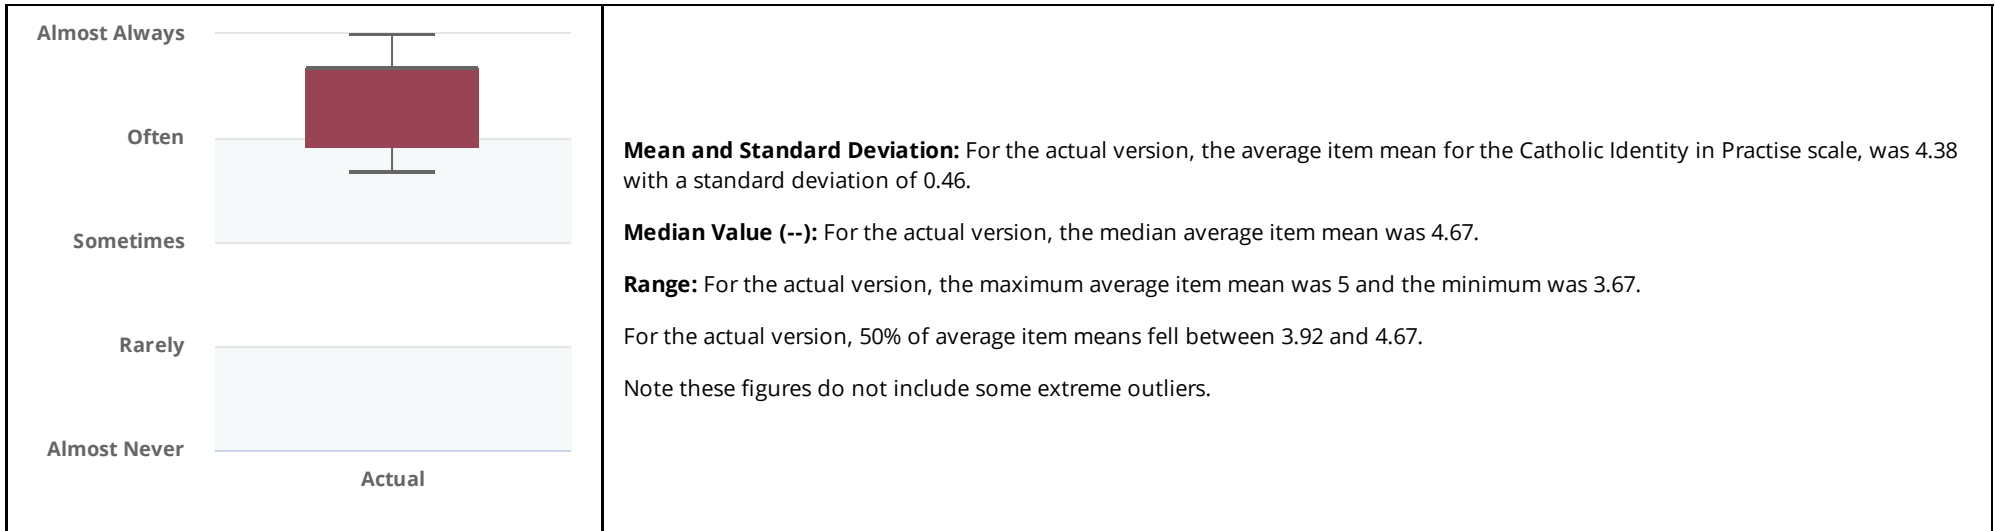 Almost Always
Often
Sometimes
Rarely
Almost Never
Actual
Mean and Standard Deviation: For the actual version, the average item mean for the Catholic Identity in Practise scale, was 4.38
with a standard deviation of 0.46.
Median Value (--): For the actual version, the median average item mean was 4.67.
Range: For the actual version, the maximum average item mean was 5 and the minimum was 3.67.
For the actual version, 50% of average item means fell between 3.92 and 4.67.
Note these figures do not include some extreme outliers.